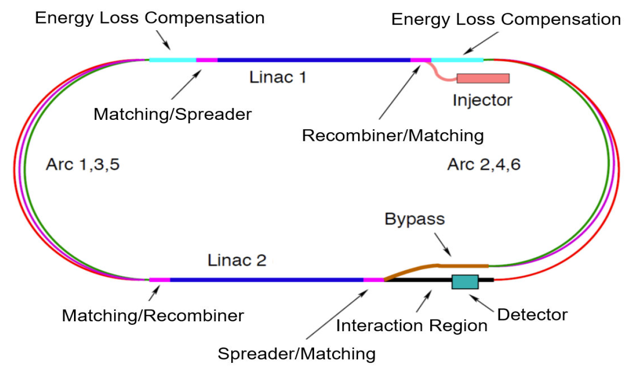 Energy Loss Compensation
Energy Loss Compensation
Linac 1
Injector
Matching/Spreader
Recombiner/Matching
Arc 1,3,5
Arc 2,4,6
Bypass
Linac 2
Matching/Recombiner
Interaction Region
Detector
Spreader/Matching